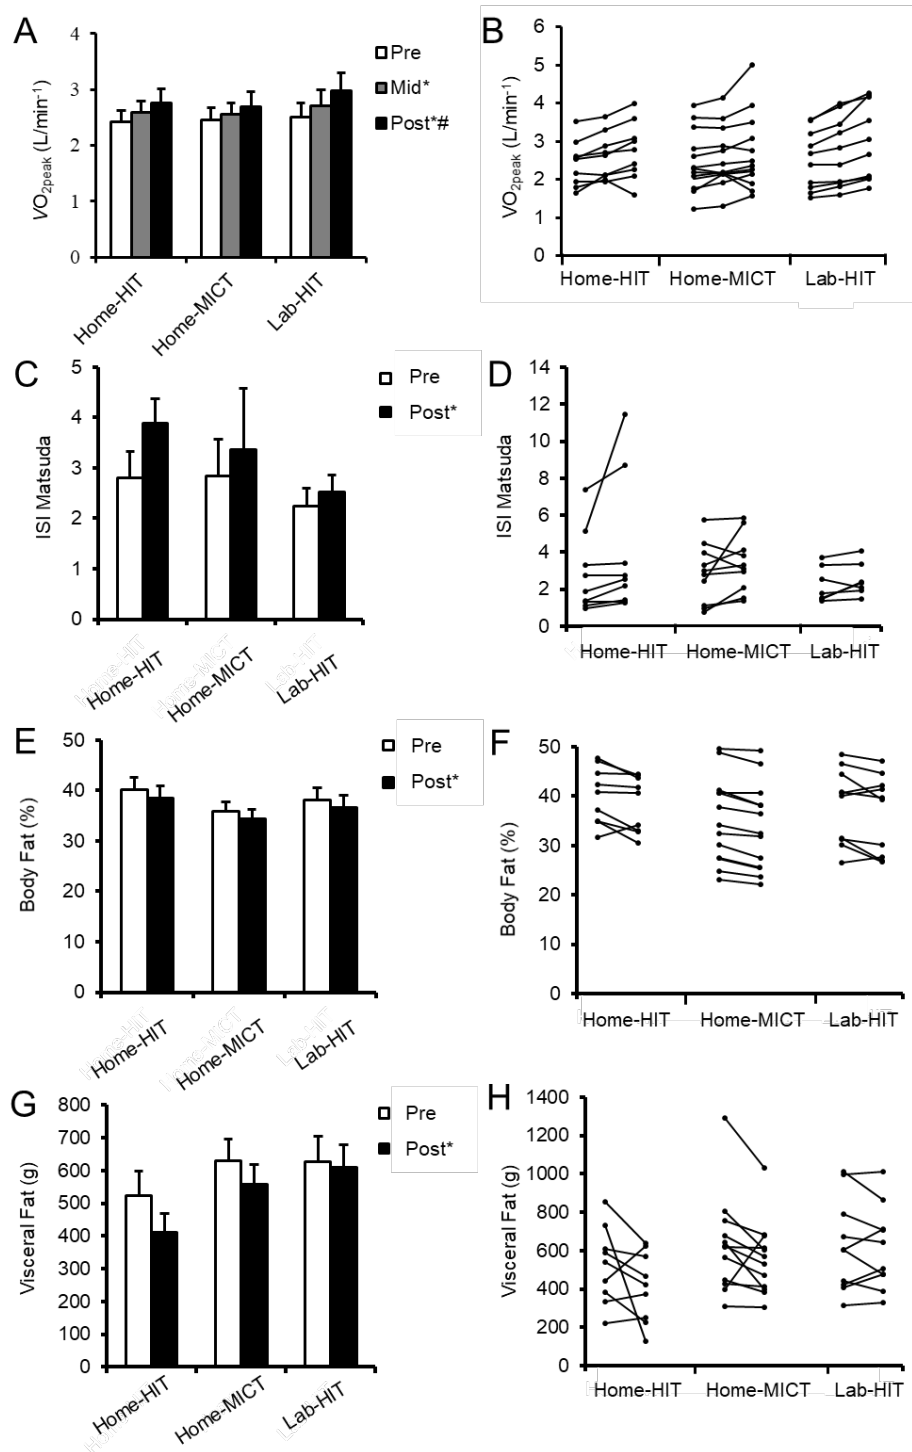 A
VO2peak (L/min-1)
4
3
2
1
0
Pre
Mid*
Post*#
Home-HIT
Home-MICT
Lab-HIT
B
VO2peak (L/min-1)
6
5
4
3
2
1
0
Home-HIT
Home-MICT
Lab-HIT
C
ISI Matsuda
5
4
3
2
1
0
Pre
Post*
Home-HIT
Home-MICT
Lab-HIT
D
ISI Matsuda
14
12
10
8
6
4
2
0
Home-HIT
Home-MICT
Lab-HIT
E
Body Fat (%)
50
40
30
20
10
0
Pre
Post*
Home-HIT
Home-MICT
Lab-HIT
F
Body Fat (%)
50
40
30
20
10
0
Home-HIT
Home-MICT
Lab-HIT
G
Visceral Fat (g)
800
700
600
500
400
300
200
100
0
Pre
Post*
Home-HIT
Home-MICT
Lab-HIT
H
Visceral Fat (g)
1400
1200
1000
800
600
400
200
0
Home-HIT
Home-MICT
Lab-HIT